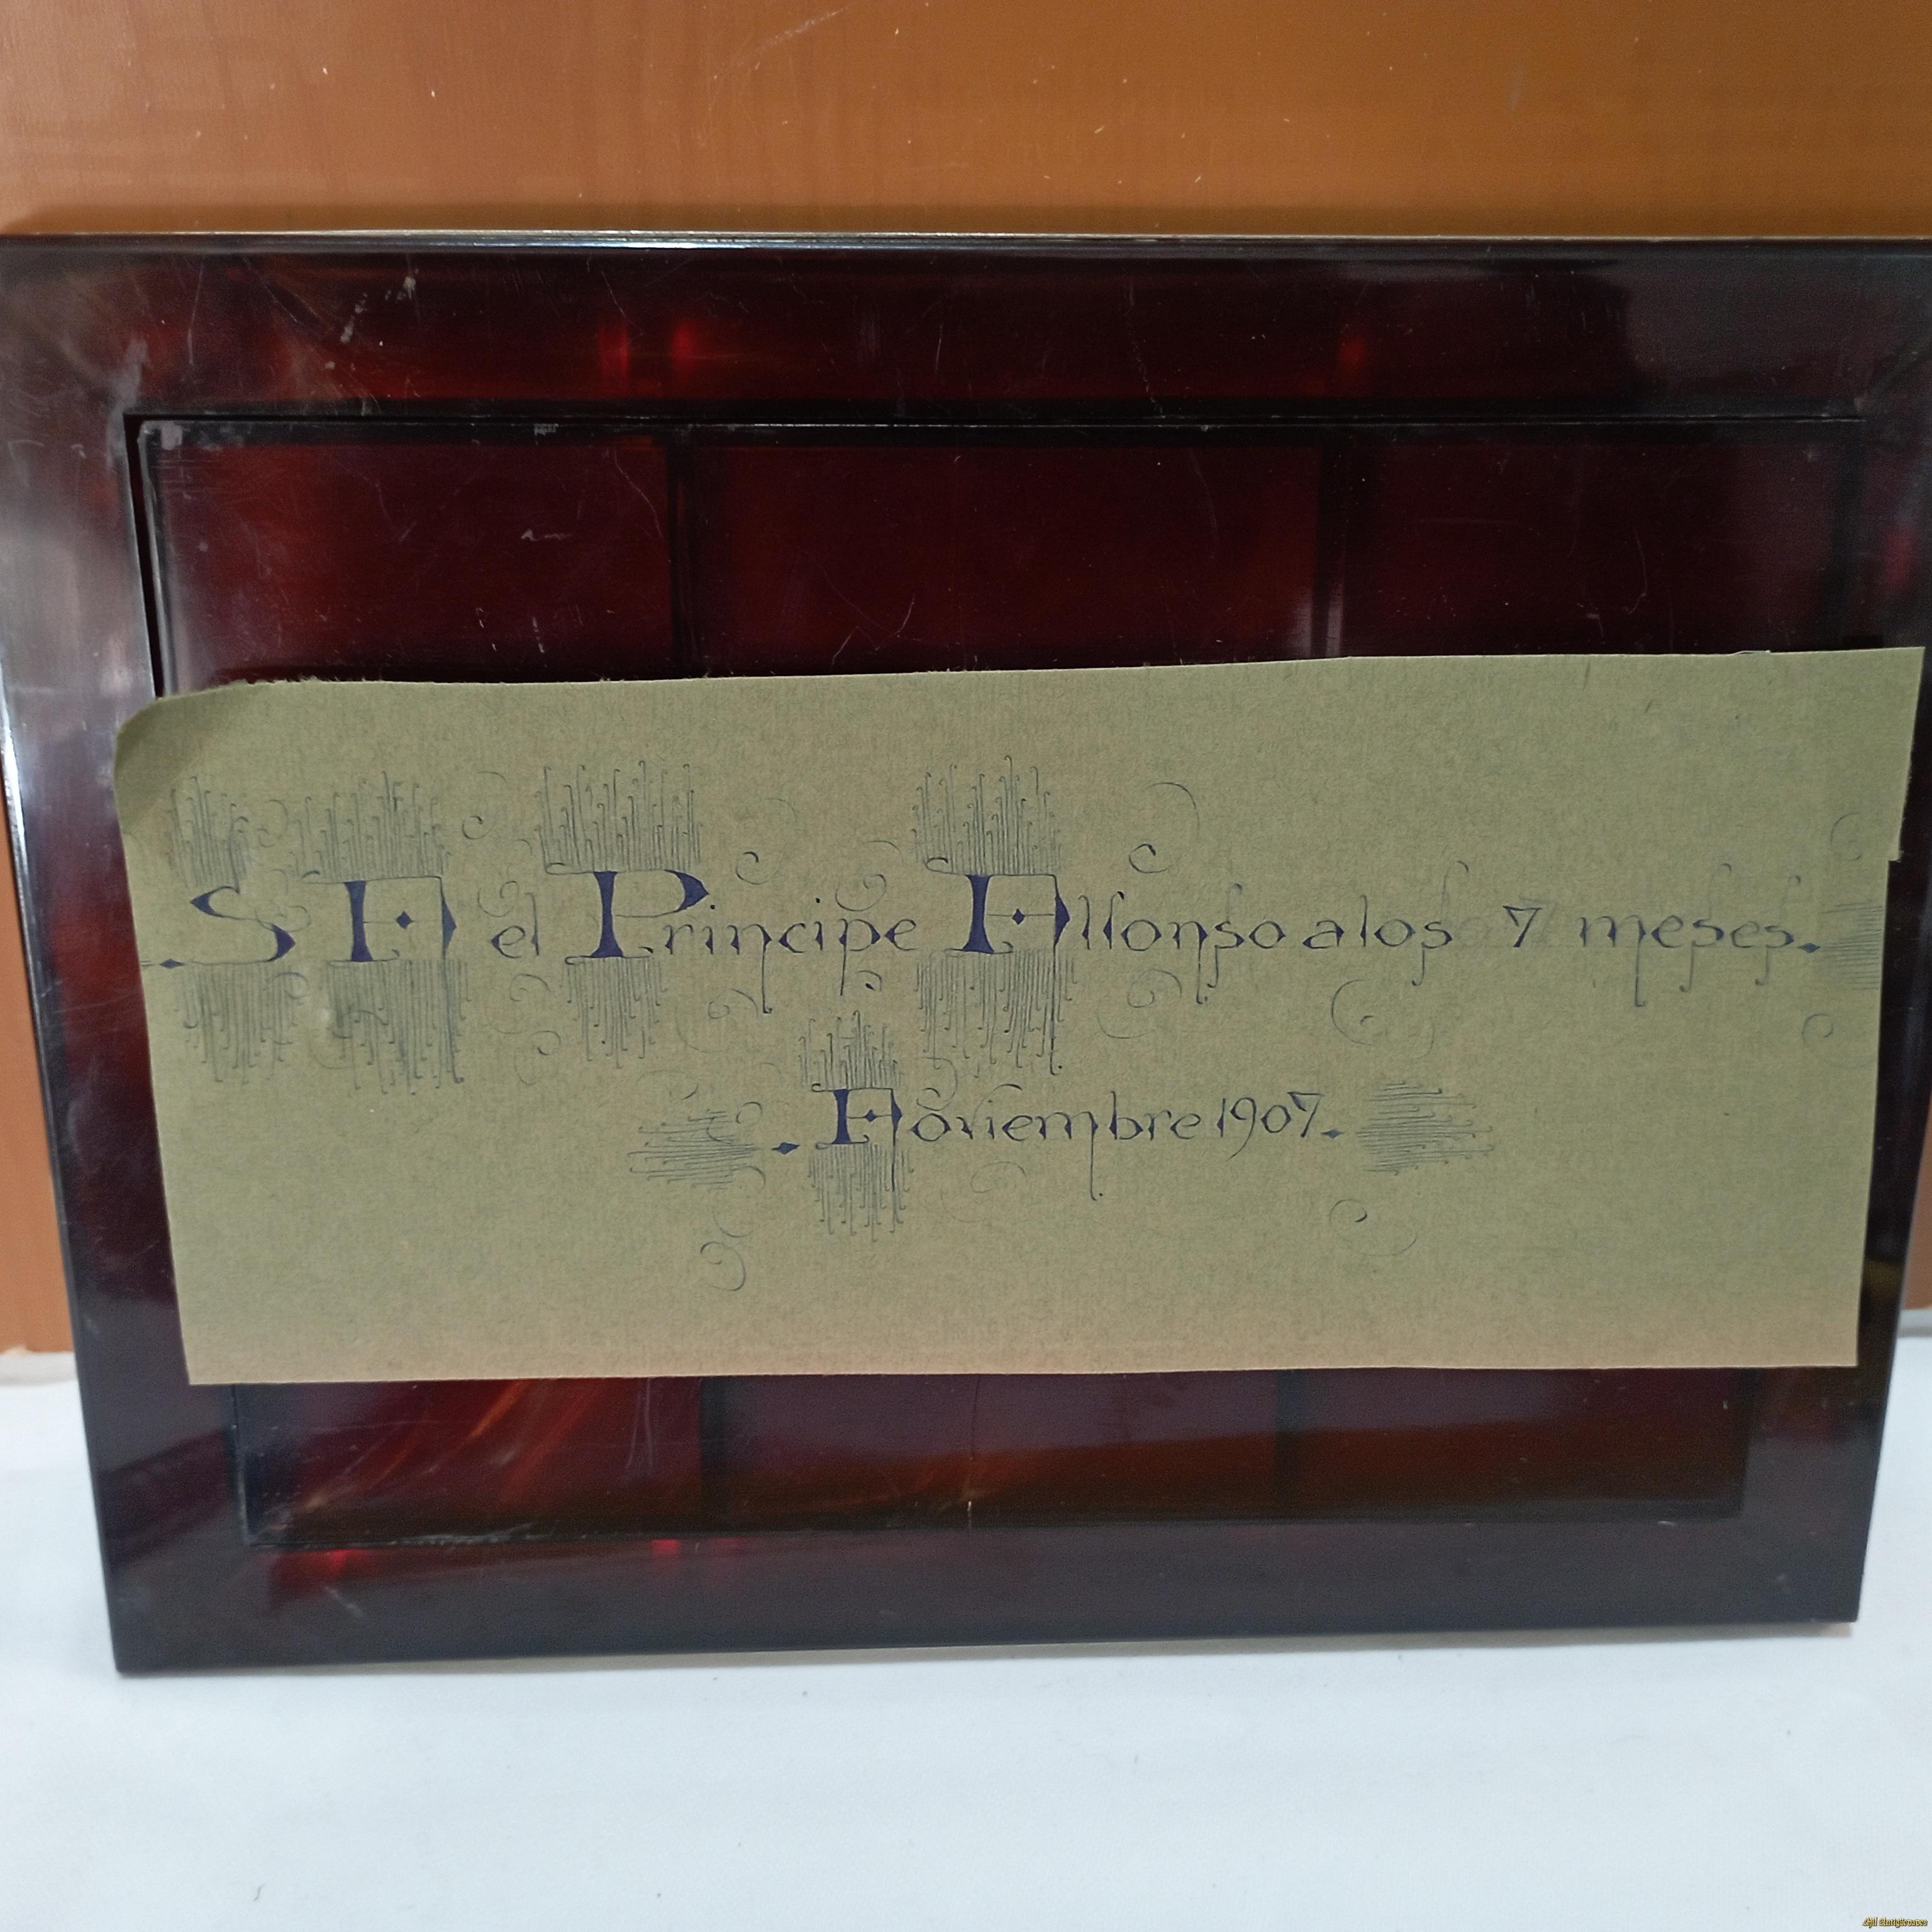 .S A el Principe Alfonso a los 7 meses.
. Noviembre 1907.